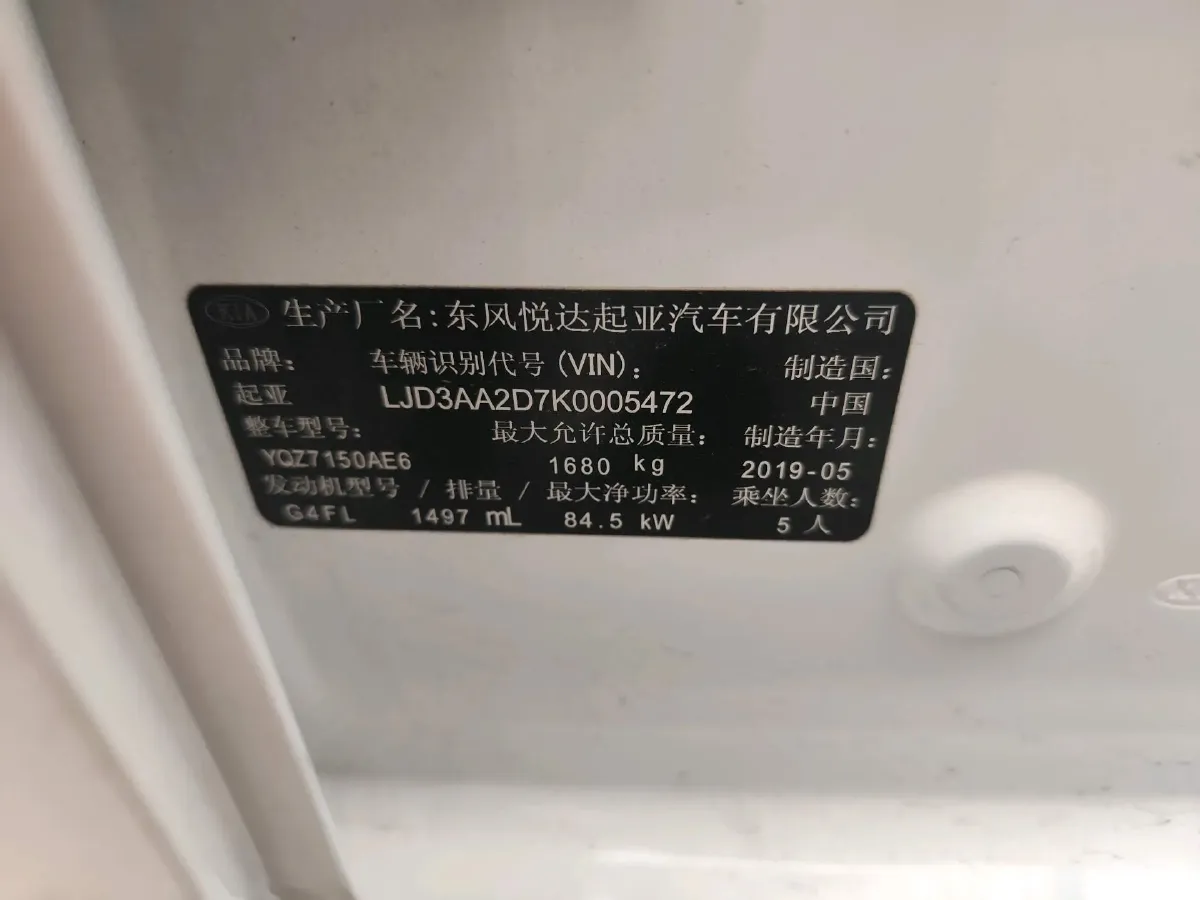 KIA 生产厂名:东风悦达起亚汽车有限公司
品牌: 车辆识别代号(VIN): 制造国:
起亚 LJD3AA2D7K0005472 中国
整车型号: 最大允许总质量: 制造年月:
YQZ7150AE6 1680 kg 2019-05
发动机型号 / 排量 / 最大净功率: 乘坐人数:
G4FL 1497 mL 84.5 kW 5 人